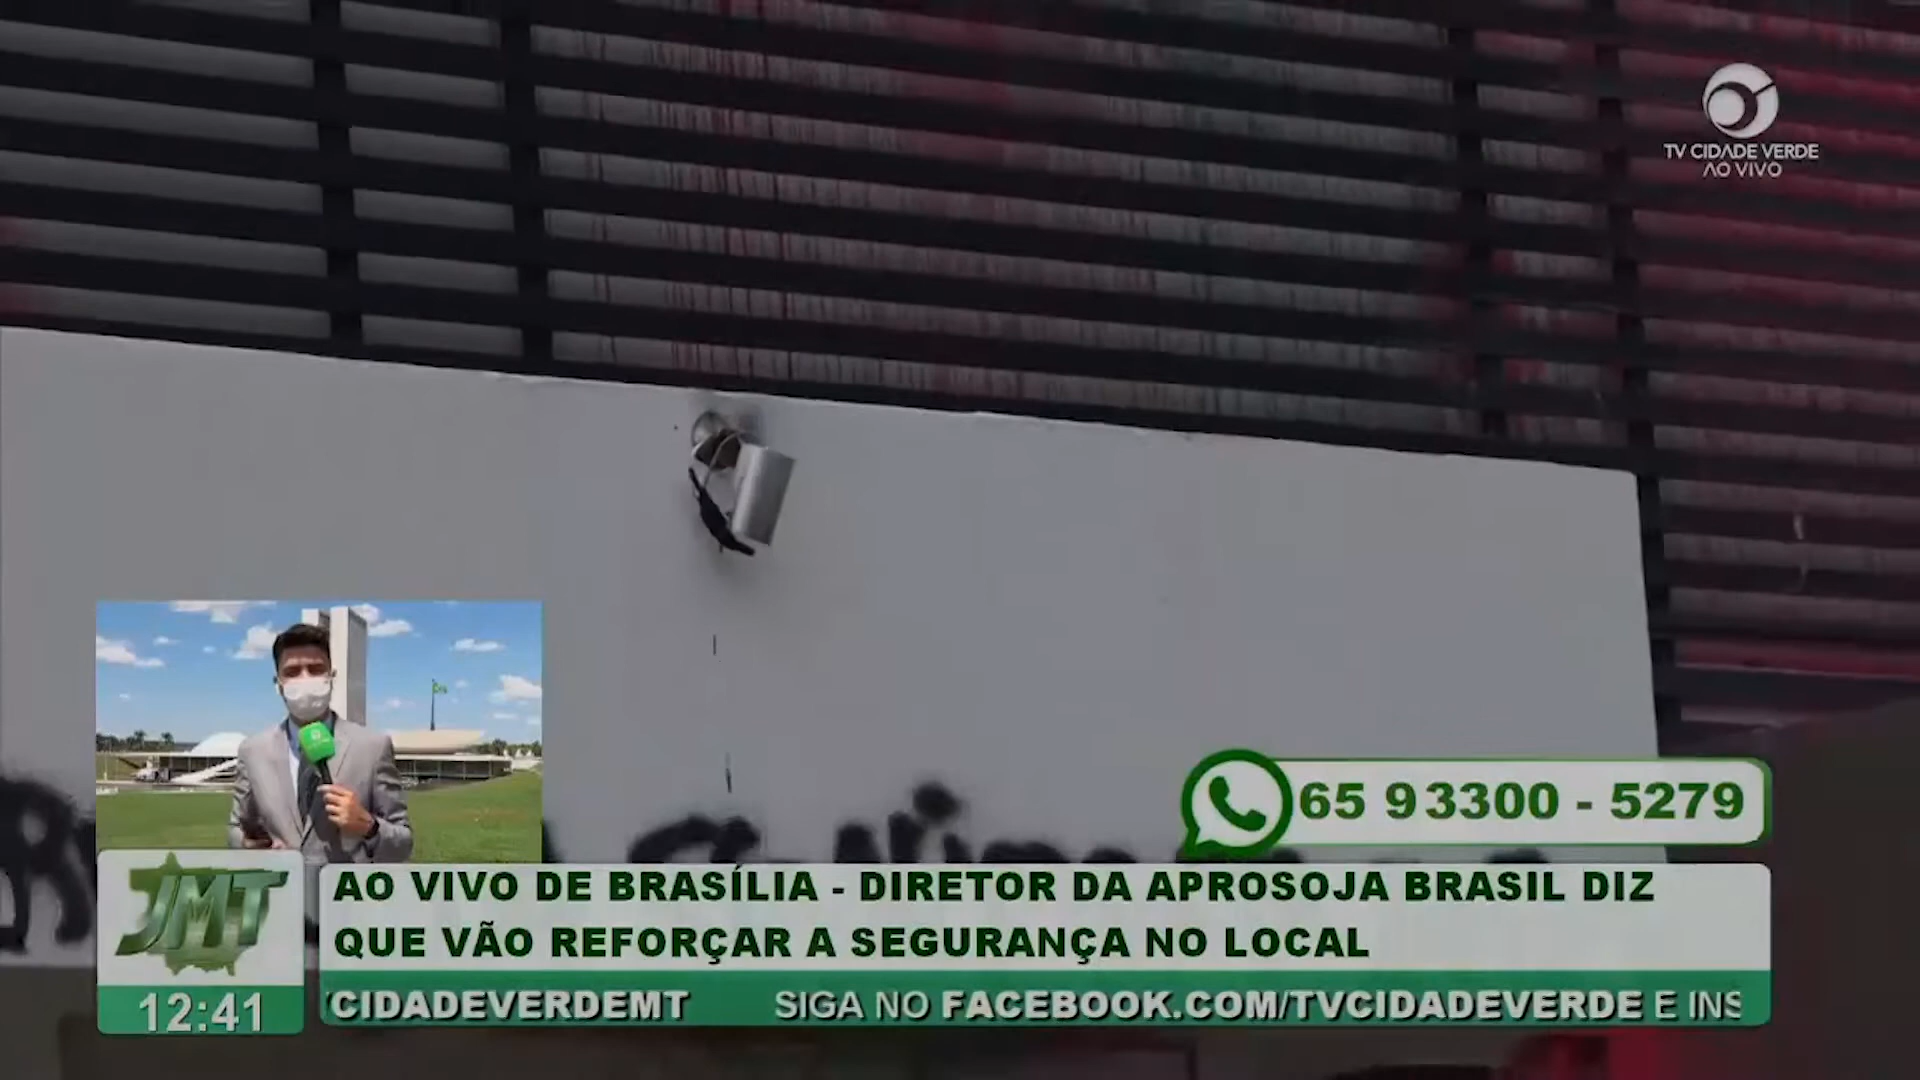 TV CIDADE VERDE
AO VIVO
65 93300 - 5279
JMT
AO VIVO DE BRASÍLIA - DIRETOR DA APROSOJA BRASIL DIZ
QUE VÃO REFORÇAR A SEGURANÇA NO LOCAL
12:41
CIDADEVERDEMT SIGA NO FACEBOOK.COM/TVCIDADEVERDE E INS